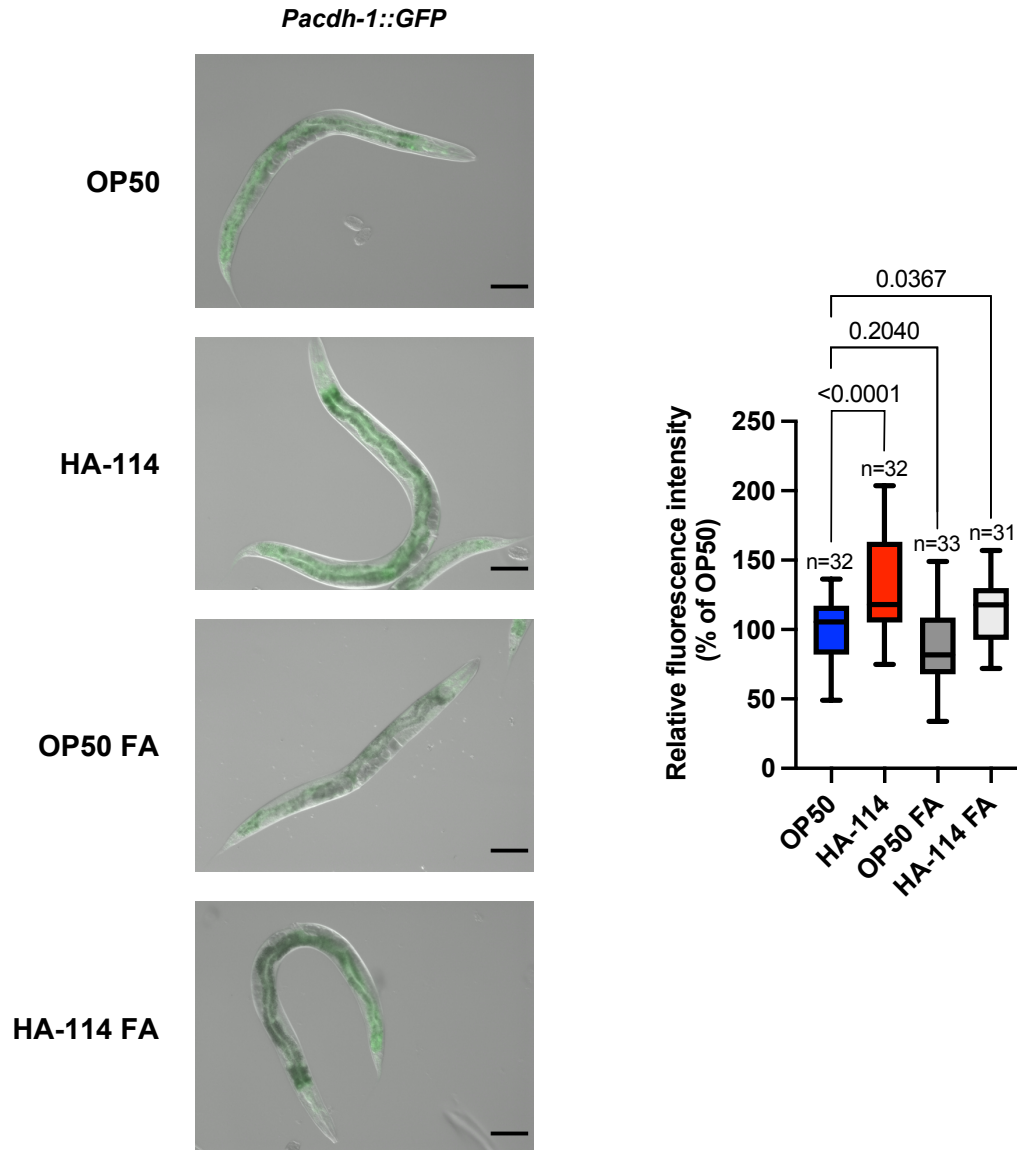 Pacdh-1::GFP
OP50
HA-114
OP50 FA
HA-114 FA
0.0367
0.2040
<0.0001
Relative fluorescence intensity
(% of OP50)
250
200
150
100
50
0
n=32
n=32
n=33
n=31
OP50
HA-114
OP50 FA
HA-114 FA